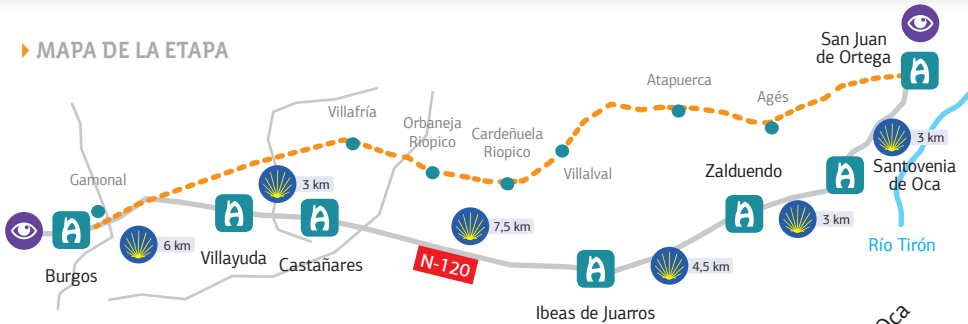 MAPA DE LA ETAPA
San Juan
de Ortega
Atapuerca
Agés
Villafría
Orbaneja
Riopico
Cardeñuela
Riopico
Villalval
3 km
Santovenia
de Oca
Zalduendo
Gamonal
3 km
7,5 km
3 km
Río Tirón
6 km
Villayuda
Castañares
N-120
4,5 km
Burgos
Ibeas de Juarros
Oca